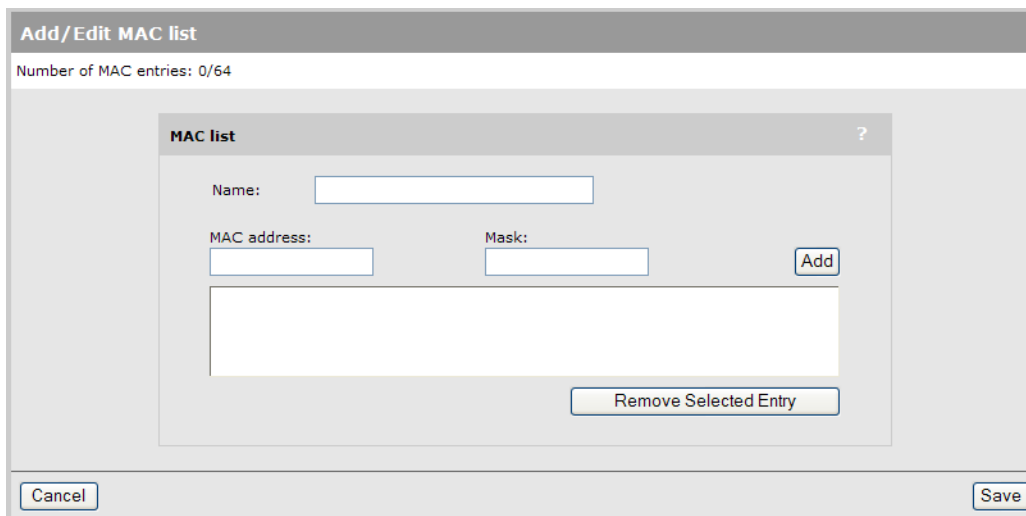 Add/Edit MAC list
Number of MAC entries: 0/64
MAC list ?
Name:
MAC address: Mask:
Add
Remove Selected Entry
Cancel Save